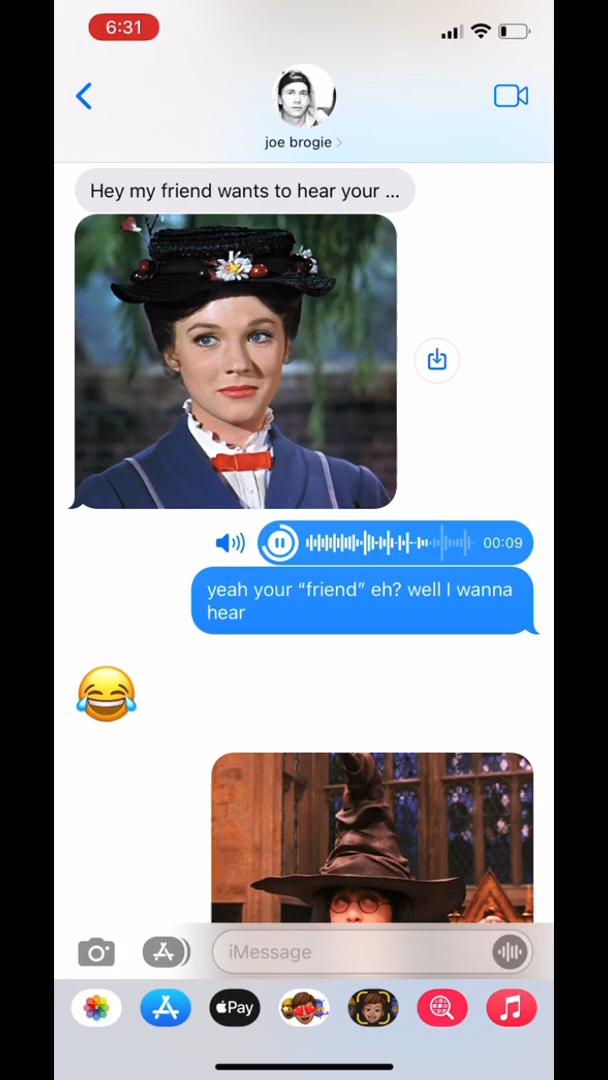 6:31
joe brogie
Hey my friend wants to hear your ...
00:09
yeah your “friend” eh? well I wanna
hear
iMessage
Pay